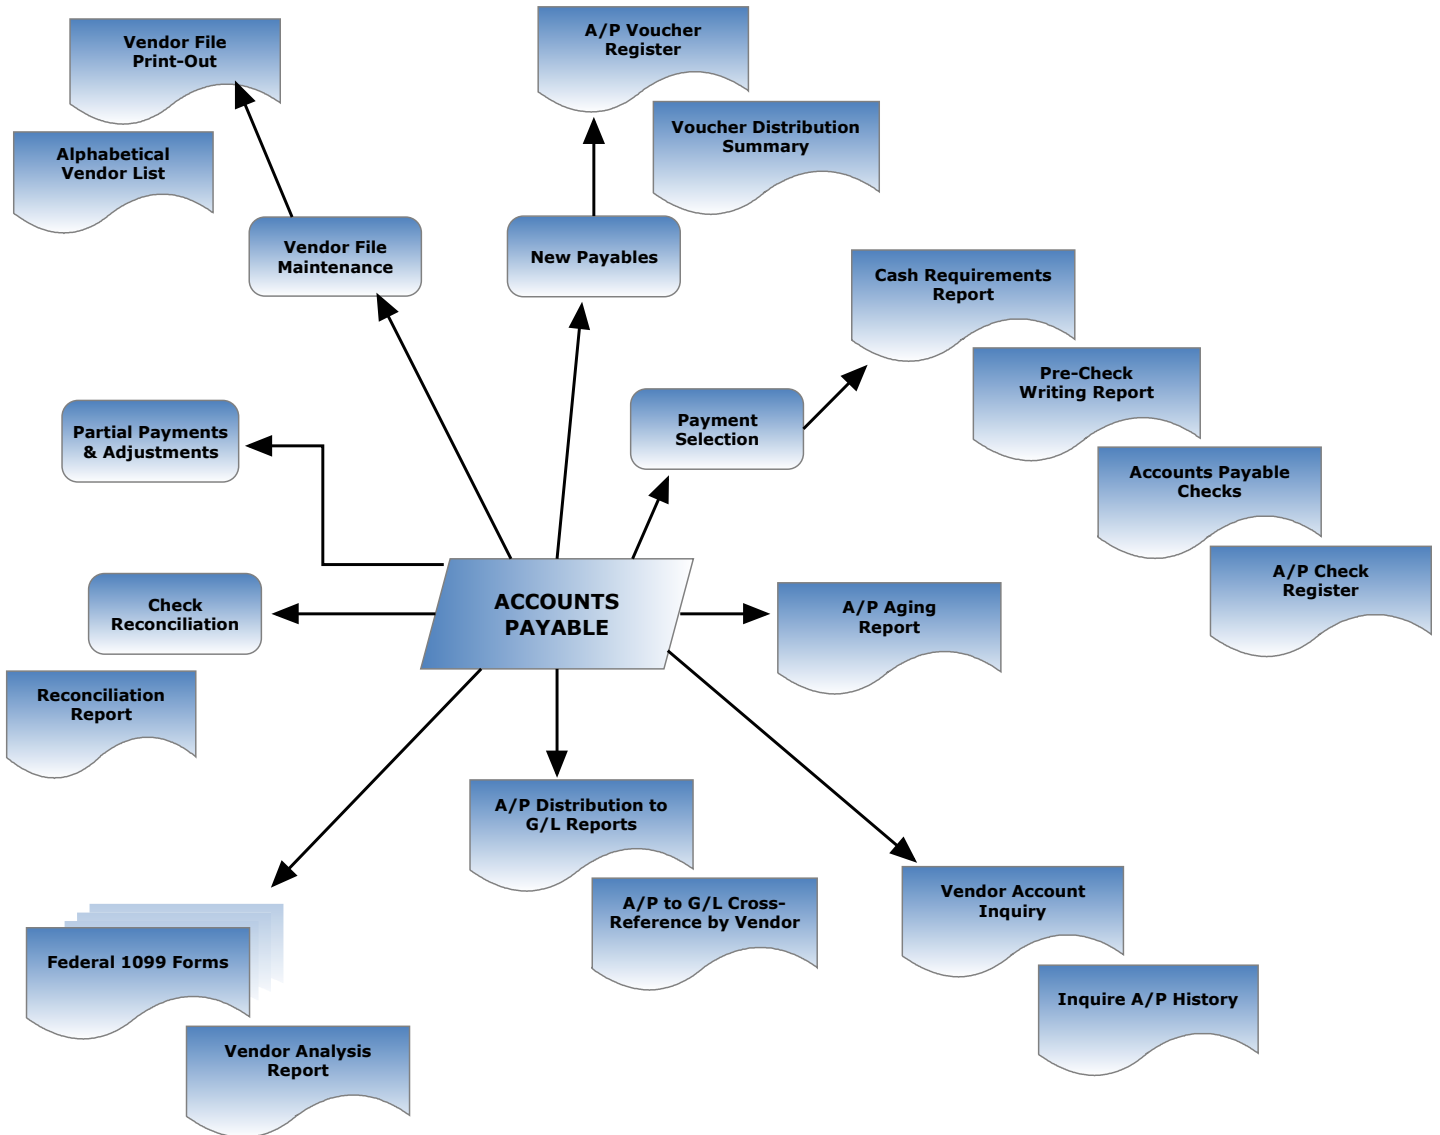 Vendor File
Print-Out
A/P Voucher
Register
Alphabetical
Vendor List
Voucher Distribution
Summary
Vendor File
Maintenance
New Payables
Cash Requirements
Report
Pre-Check
Writing Report
Partial Payments
& Adjustments
Payment
Selection
Accounts Payable
Checks
A/P Check
Register
Check
Reconciliation
ACCOUNTS
PAYABLE
A/P Aging
Report
Reconciliation
Report
A/P Distribution to
G/L Reports
A/P to G/L Cross-
Reference by Vendor
Vendor Account
Inquiry
Federal 1099 Forms
Inquire A/P History
Vendor Analysis
Report